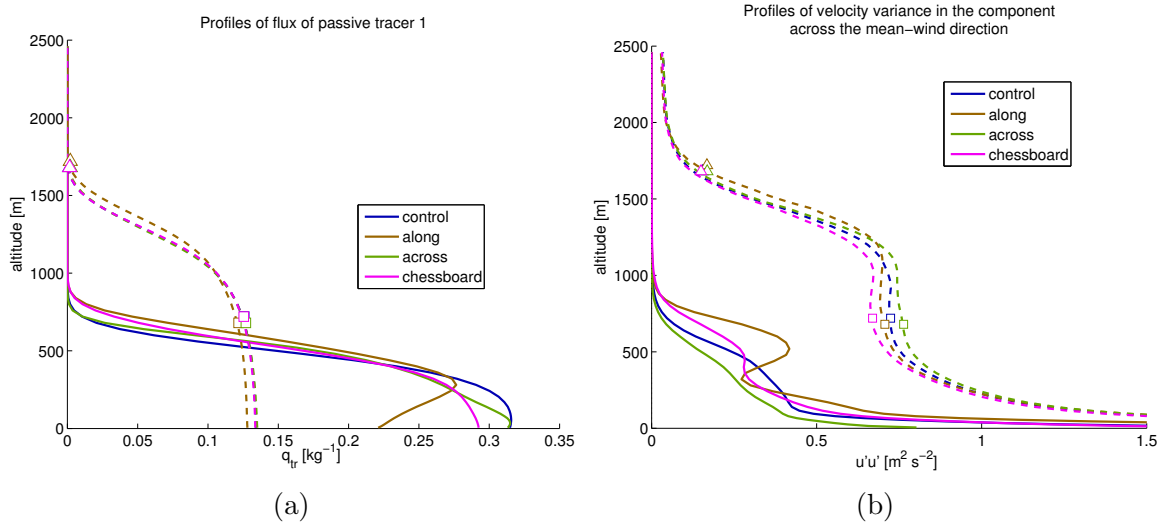 Profiles of flux of passive tracer 1
2500
2000
1500
1000
500
0
altitude [m]
control
along
across
chessboard
0
0.05
0.1
0.15
0.2
0.25
0.3
0.35
q_tr [kg⁻¹]
(a)
Profiles of velocity variance in the component
across the mean−wind direction
2500
2000
1500
1000
500
0
altitude [m]
control
along
across
chessboard
0
0.5
1
1.5
u'u' [m² s⁻²]
(b)